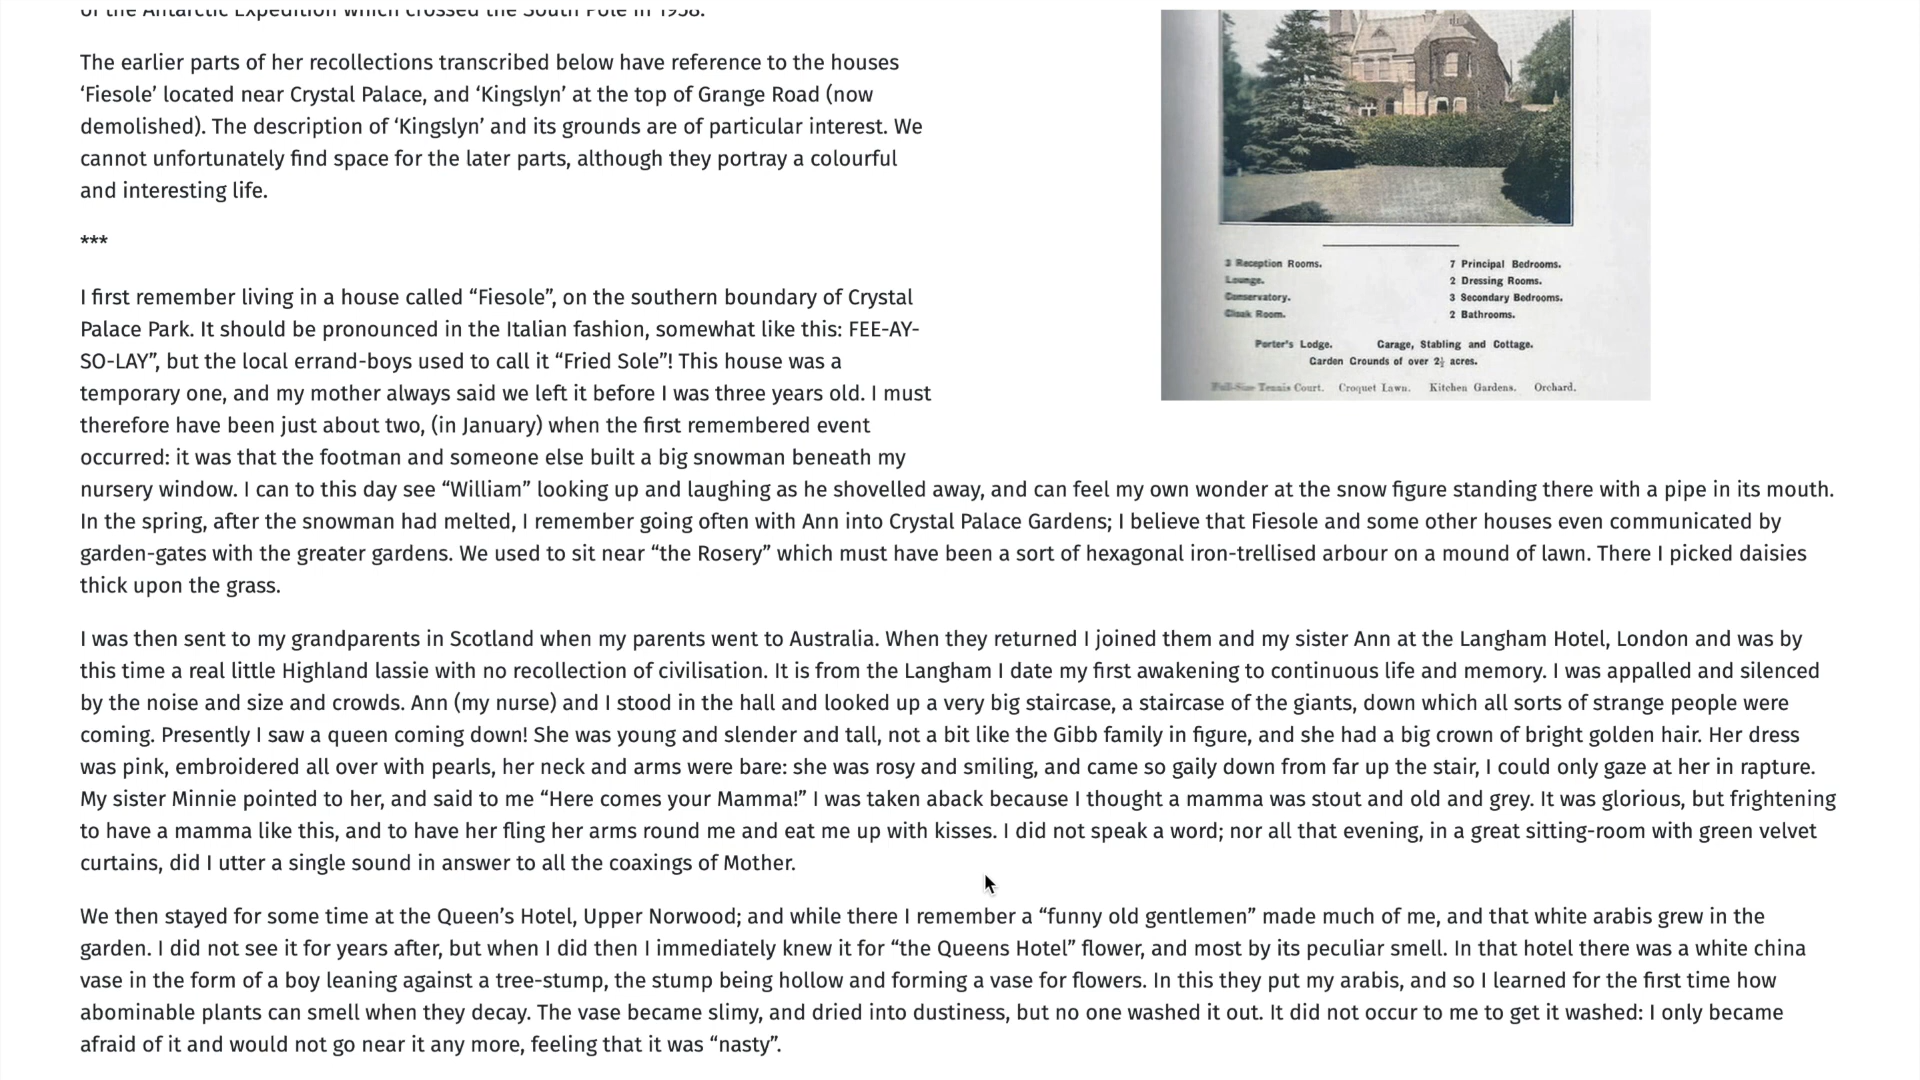 of the Antarctic Expedition which crossed the South Pole in 1958.
The earlier parts of her recollections transcribed below have reference to the houses
‘Fiesole’ located near Crystal Palace, and ‘Kingslyn’ at the top of Grange Road (now
demolished). The description of ‘Kingslyn’ and its grounds are of particular interest. We
cannot unfortunately find space for the later parts, although they portray a colourful
and interesting life.
***
I first remember living in a house called “Fiesole”, on the southern boundary of Crystal
Palace Park. It should be pronounced in the Italian fashion, somewhat like this: FEE-AY-
SO-LAY”, but the local errand-boys used to call it “Fried Sole”! This house was a
temporary one, and my mother always said we left it before I was three years old. I must
therefore have been just about two, (in January) when the first remembered event
occurred: it was that the footman and someone else built a big snowman beneath my
nursery window. I can to this day see “William” looking up and laughing as he shovelled away, and can feel my own wonder at the snow figure standing there with a pipe in its mouth.
In the spring, after the snowman had melted, I remember going often with Ann into Crystal Palace Gardens; I believe that Fiesole and some other houses even communicated by
garden-gates with the greater gardens. We used to sit near “the Rosery” which must have been a sort of hexagonal iron-trellised arbour on a mound of lawn. There I picked daisies
thick upon the grass.
I was then sent to my grandparents in Scotland when my parents went to Australia. When they returned I joined them and my sister Ann at the Langham Hotel, London and was by
this time a real little Highland lassie with no recollection of civilisation. It is from the Langham I date my first awakening to continuous life and memory. I was appalled and silenced
by the noise and size and crowds. Ann (my nurse) and I stood in the hall and looked up a very big staircase, a staircase of the giants, down which all sorts of strange people were
coming. Presently I saw a queen coming down! She was young and slender and tall, not a bit like the Gibb family in figure, and she had a big crown of bright golden hair. Her dress
was pink, embroidered all over with pearls, her neck and arms were bare: she was rosy and smiling, and came so gaily down from far up the stair, I could only gaze at her in rapture.
My sister Minnie pointed to her, and said to me “Here comes your Mamma!” I was taken aback because I thought a mamma was stout and old and grey. It was glorious, but frightening
to have a mamma like this, and to have her fling her arms round me and eat me up with kisses. I did not speak a word; nor all that evening, in a great sitting-room with green velvet
curtains, did I utter a single sound in answer to all the coaxings of Mother.
We then stayed for some time at the Queen’s Hotel, Upper Norwood; and while there I remember a “funny old gentlemen” made much of me, and that white arabis grew in the
garden. I did not see it for years after, but when I did then I immediately knew it for “the Queens Hotel” flower, and most by its peculiar smell. In that hotel there was a white china
vase in the form of a boy leaning against a tree-stump, the stump being hollow and forming a vase for flowers. In this they put my arabis, and so I learned for the first time how
abominable plants can smell when they decay. The vase became slimy, and dried into dustiness, but no one washed it out. It did not occur to me to get it washed: I only became
afraid of it and would not go near it any more, feeling that it was “nasty”.
3 Reception Rooms. 7 Principal Bedrooms.
Lounge. 2 Dressing Rooms.
Conservatory. 3 Secondary Bedrooms.
Cloak Room. 2 Bathrooms.
Porter's Lodge. Garage, Stabling and Cottage.
Garden Grounds of over 2½ acres.
Full-Size Tennis Court. Croquet Lawn. Kitchen Gardens. Orchard.